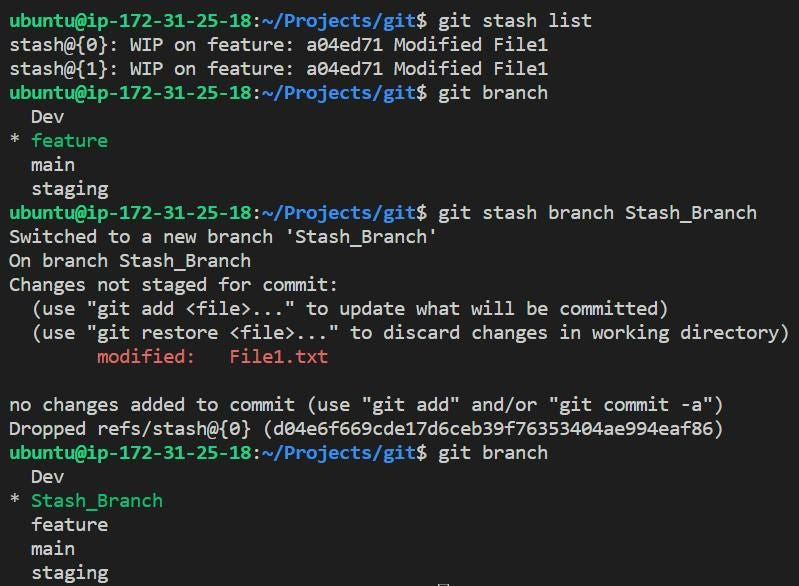 ubuntu@ip-172-31-25-18:~/Projects/git$ git stash list
stash@{0}: WIP on feature: a04ed71 Modified File1
stash@{1}: WIP on feature: a04ed71 Modified File1
ubuntu@ip-172-31-25-18:~/Projects/git$ git branch
  Dev
* feature
  main
  staging
ubuntu@ip-172-31-25-18:~/Projects/git$ git stash branch Stash_Branch
Switched to a new branch 'Stash_Branch'
On branch Stash_Branch
Changes not staged for commit:
  (use "git add <file>..." to update what will be committed)
  (use "git restore <file>..." to discard changes in working directory)
        modified:   File1.txt

no changes added to commit (use "git add" and/or "git commit -a")
Dropped refs/stash@{0} (d04e6f669cde17d6ceb39f76353404ae994eaf86)
ubuntu@ip-172-31-25-18:~/Projects/git$ git branch
  Dev
* Stash_Branch
  feature
  main
  staging